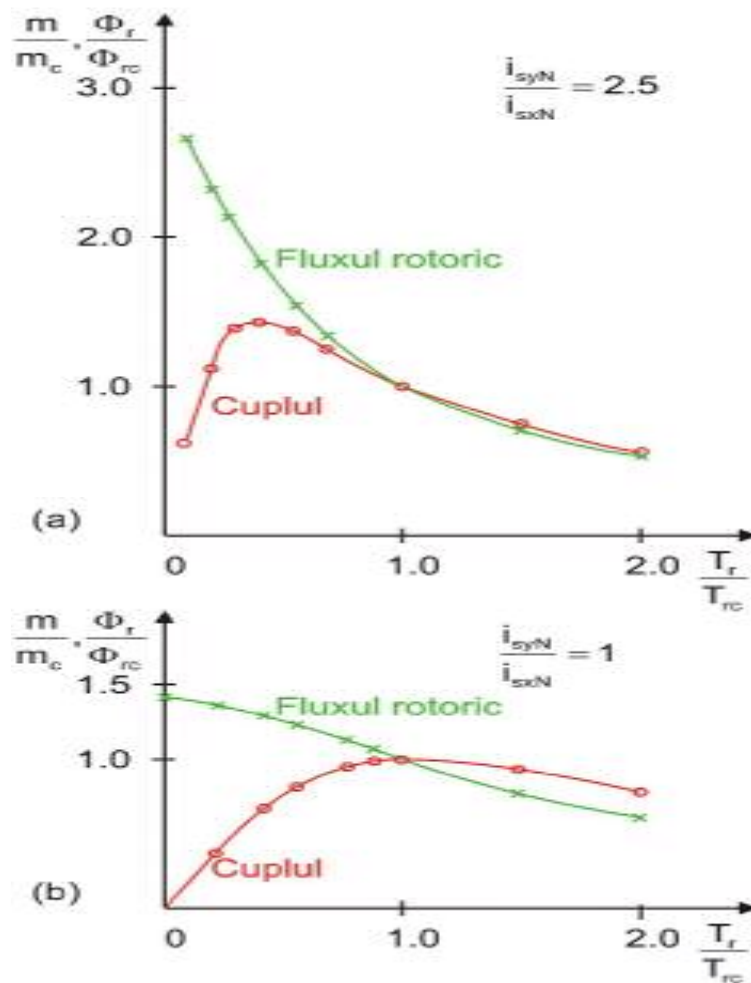 m/m_c, Φ_r/Φ_rc
i_syN/i_sxN = 2.5
3.0
2.0
Fluxul rotoric
1.0
Cuplul
(a)
0 1.0 2.0 T_r/T_rc
m/m_c, Φ_r/Φ_rc
i_syN/i_sxN = 1
1.5
Fluxul rotoric
1.0
Cuplul
(b)
0 1.0 2.0 T_r/T_rc